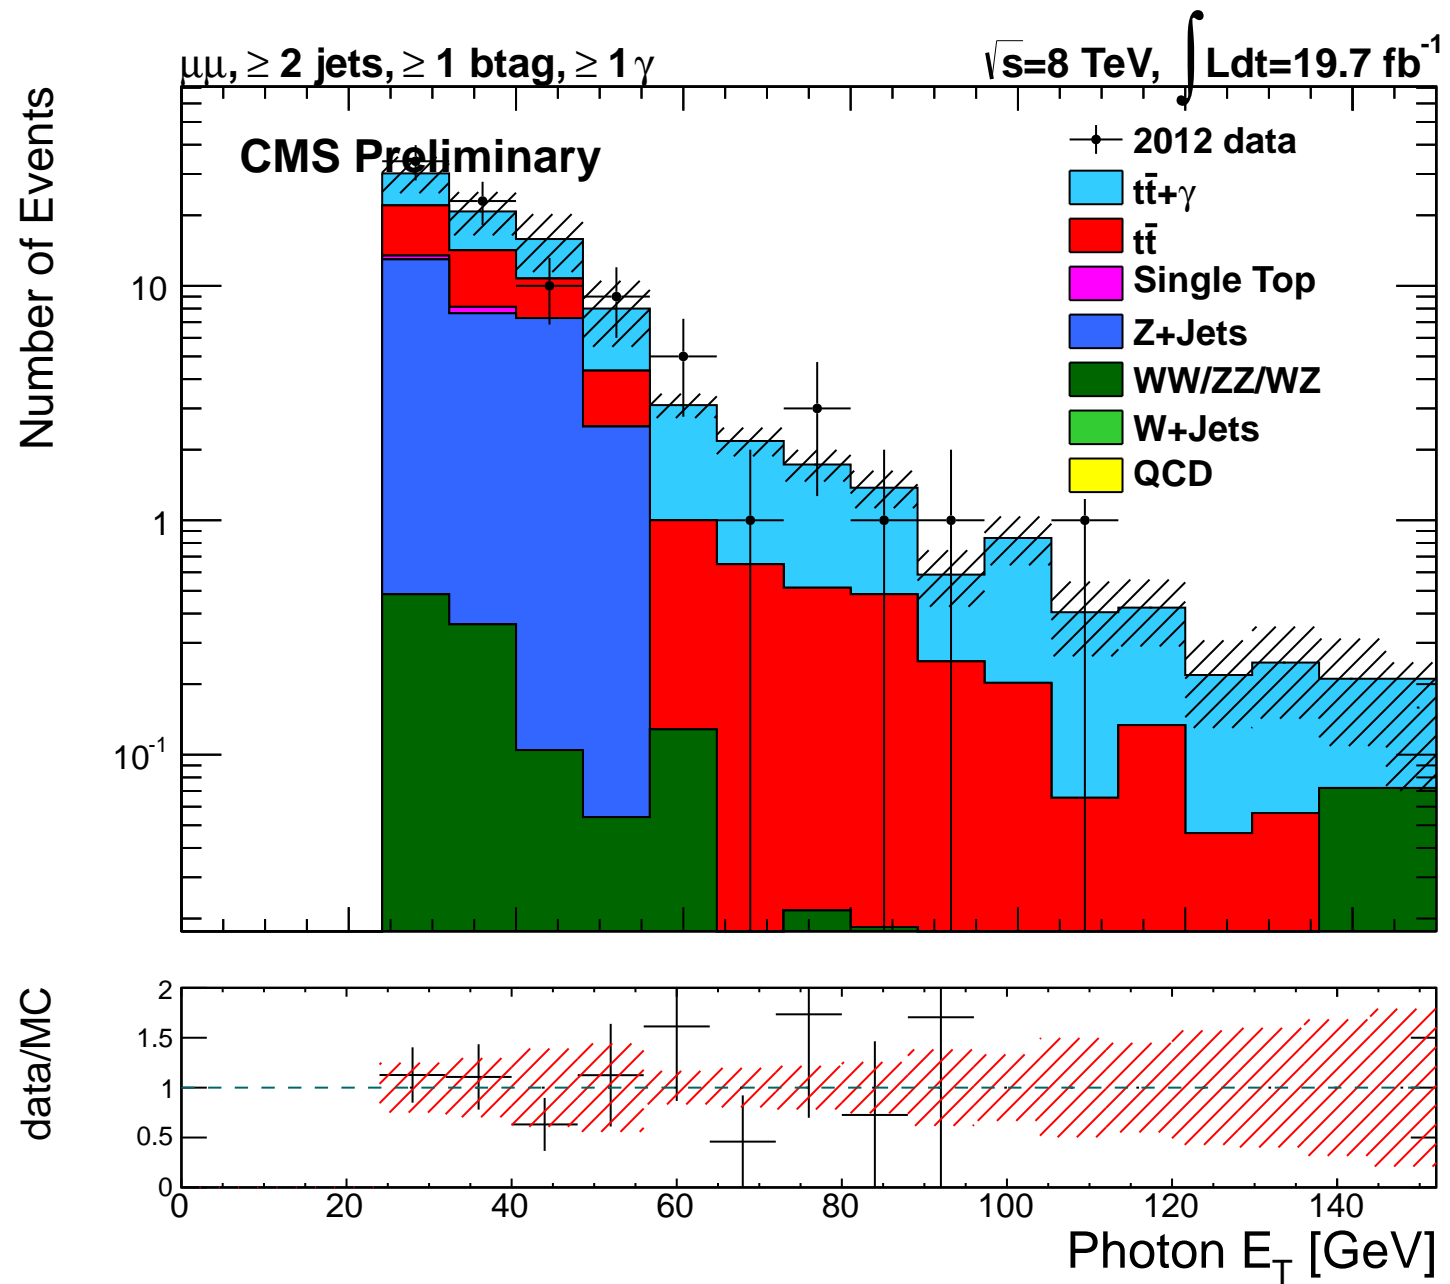 μμ, ≥ 2 jets, ≥ 1 btag, ≥ 1 γ
√s=8 TeV, ∫ Ldt=19.7 fb⁻¹
CMS Preliminary
2012 data
tt̄+γ
tt̄
Single Top
Z+Jets
WW/ZZ/WZ
W+Jets
QCD
Number of Events
10
1
10⁻¹
data/MC
2
1.5
1
0.5
0
0 20 40 60 80 100 120 140
Photon E_T [GeV]